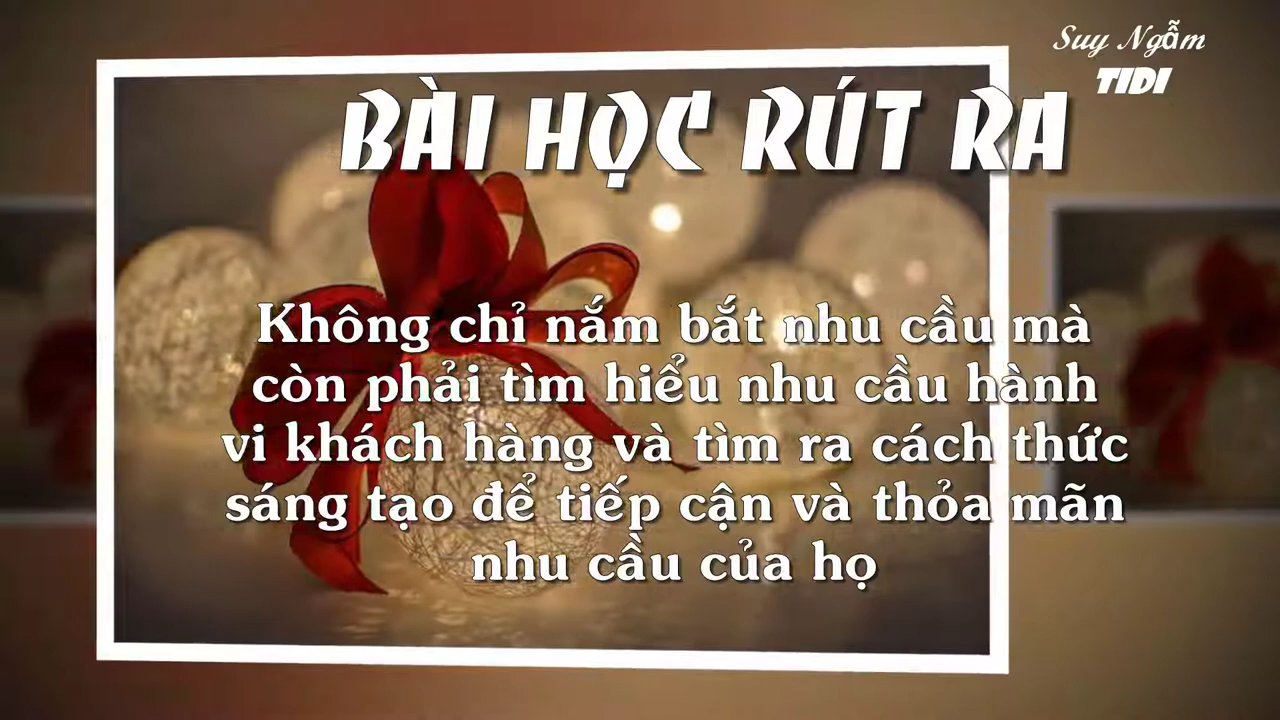 Suy Ngẫm
TIDI
BÀI HỌC RÚT RA
Không chỉ nắm bắt nhu cầu mà
còn phải tìm hiểu nhu cầu hành
vi khách hàng và tìm ra cách thức
sáng tạo để tiếp cận và thỏa mãn
nhu cầu của họ